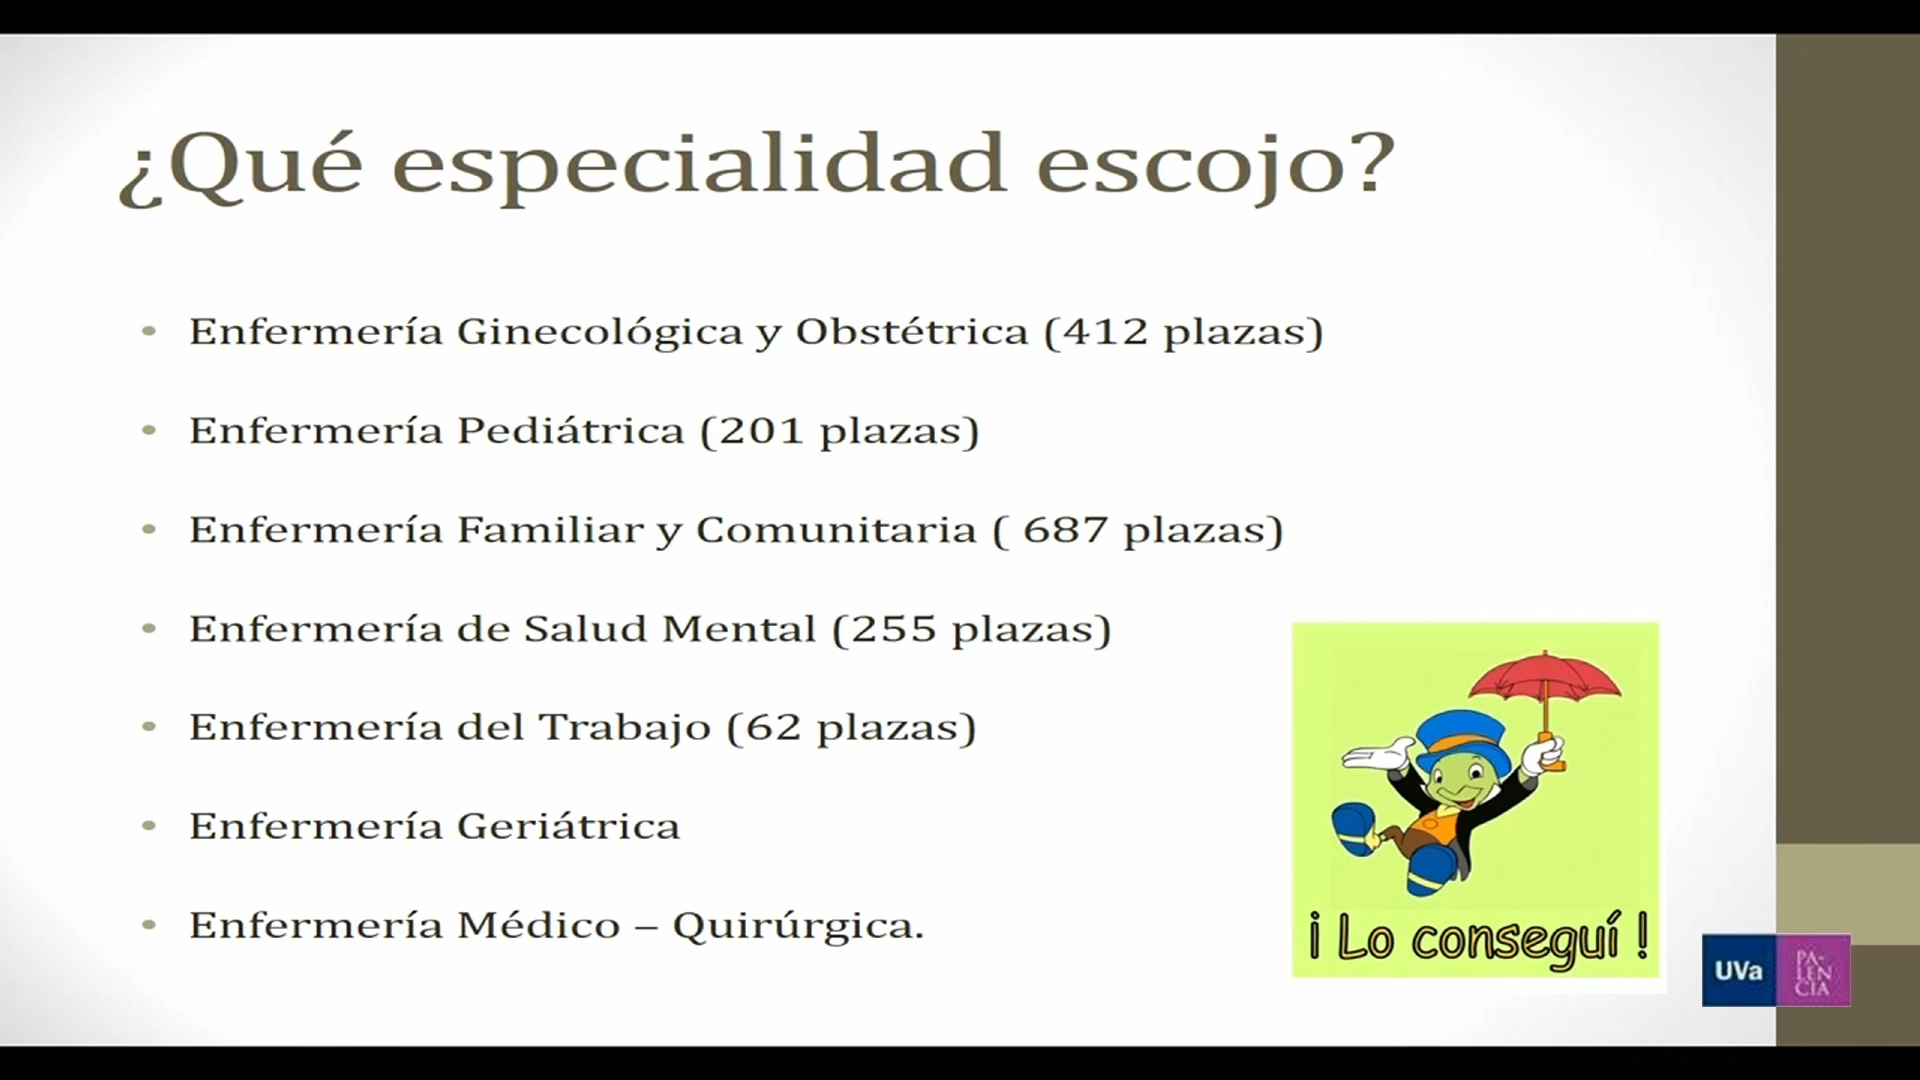 ¿Qué especialidad escojo?
• Enfermería Ginecológica y Obstétrica (412 plazas)
• Enfermería Pediátrica (201 plazas)
• Enfermería Familiar y Comunitaria ( 687 plazas)
• Enfermería de Salud Mental (255 plazas)
• Enfermería del Trabajo (62 plazas)
• Enfermería Geriátrica
• Enfermería Médico – Quirúrgica.
¡ Lo conseguí !
UVa
PA-
LEN
CIA